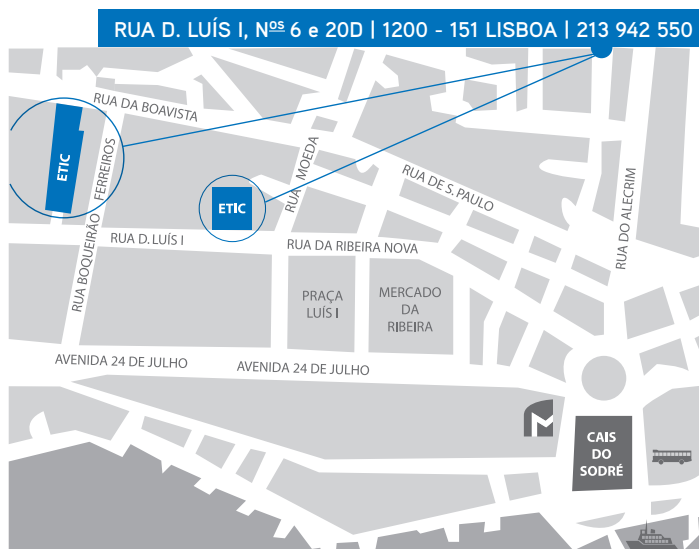 RUA D. LUÍS I, Nºs 6 e 20D | 1200 - 151 LISBOA | 213 942 550
RUA DA BOAVISTA
ETIC
RUA BOQUEIRÃO FERREIROS
RUA MOEDA
ETIC
RUA DE S. PAULO
RUA DO ALECRIM
RUA D. LUÍS I
RUA DA RIBEIRA NOVA
PRAÇA
LUÍS I
MERCADO
DA
RIBEIRA
AVENIDA 24 DE JULHO
AVENIDA 24 DE JULHO
CAIS
DO
SODRÉ